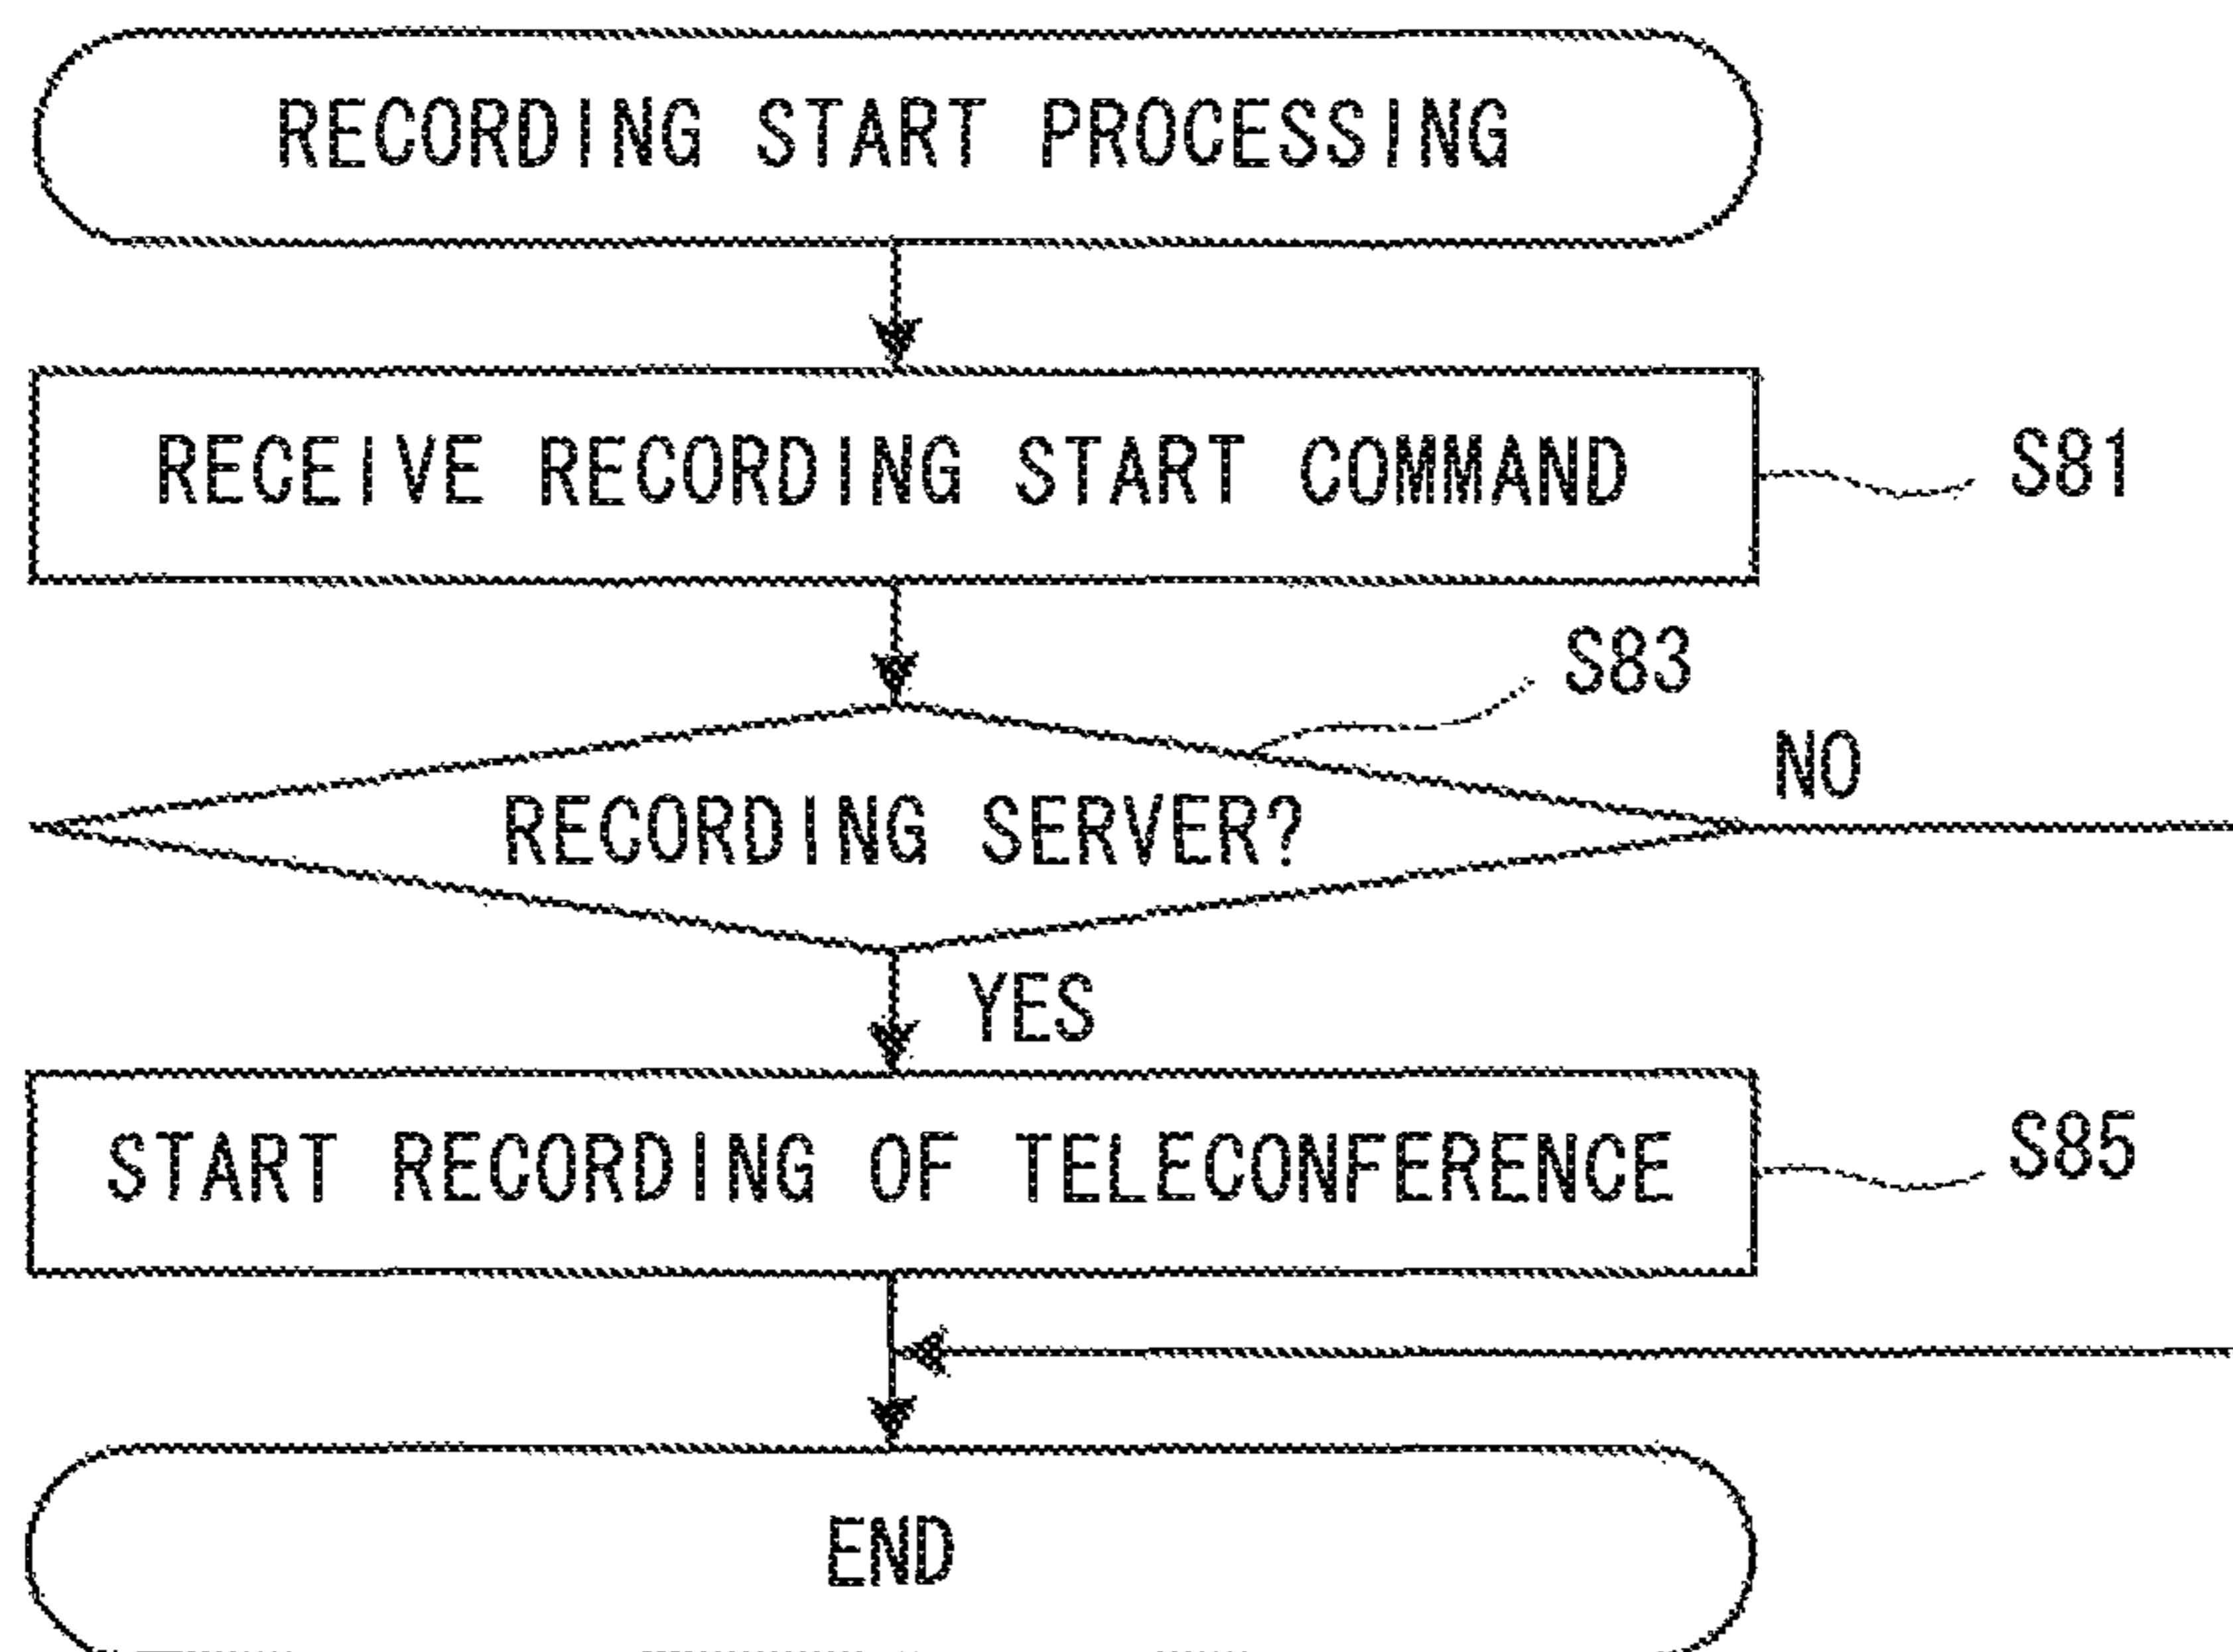 RECORDING START PROCESSING
RECEIVE RECORDING START COMMAND
S81
S83
NO
RECORDING SERVER?
YES
START RECORDING OF TELECONFERENCE
S85
END